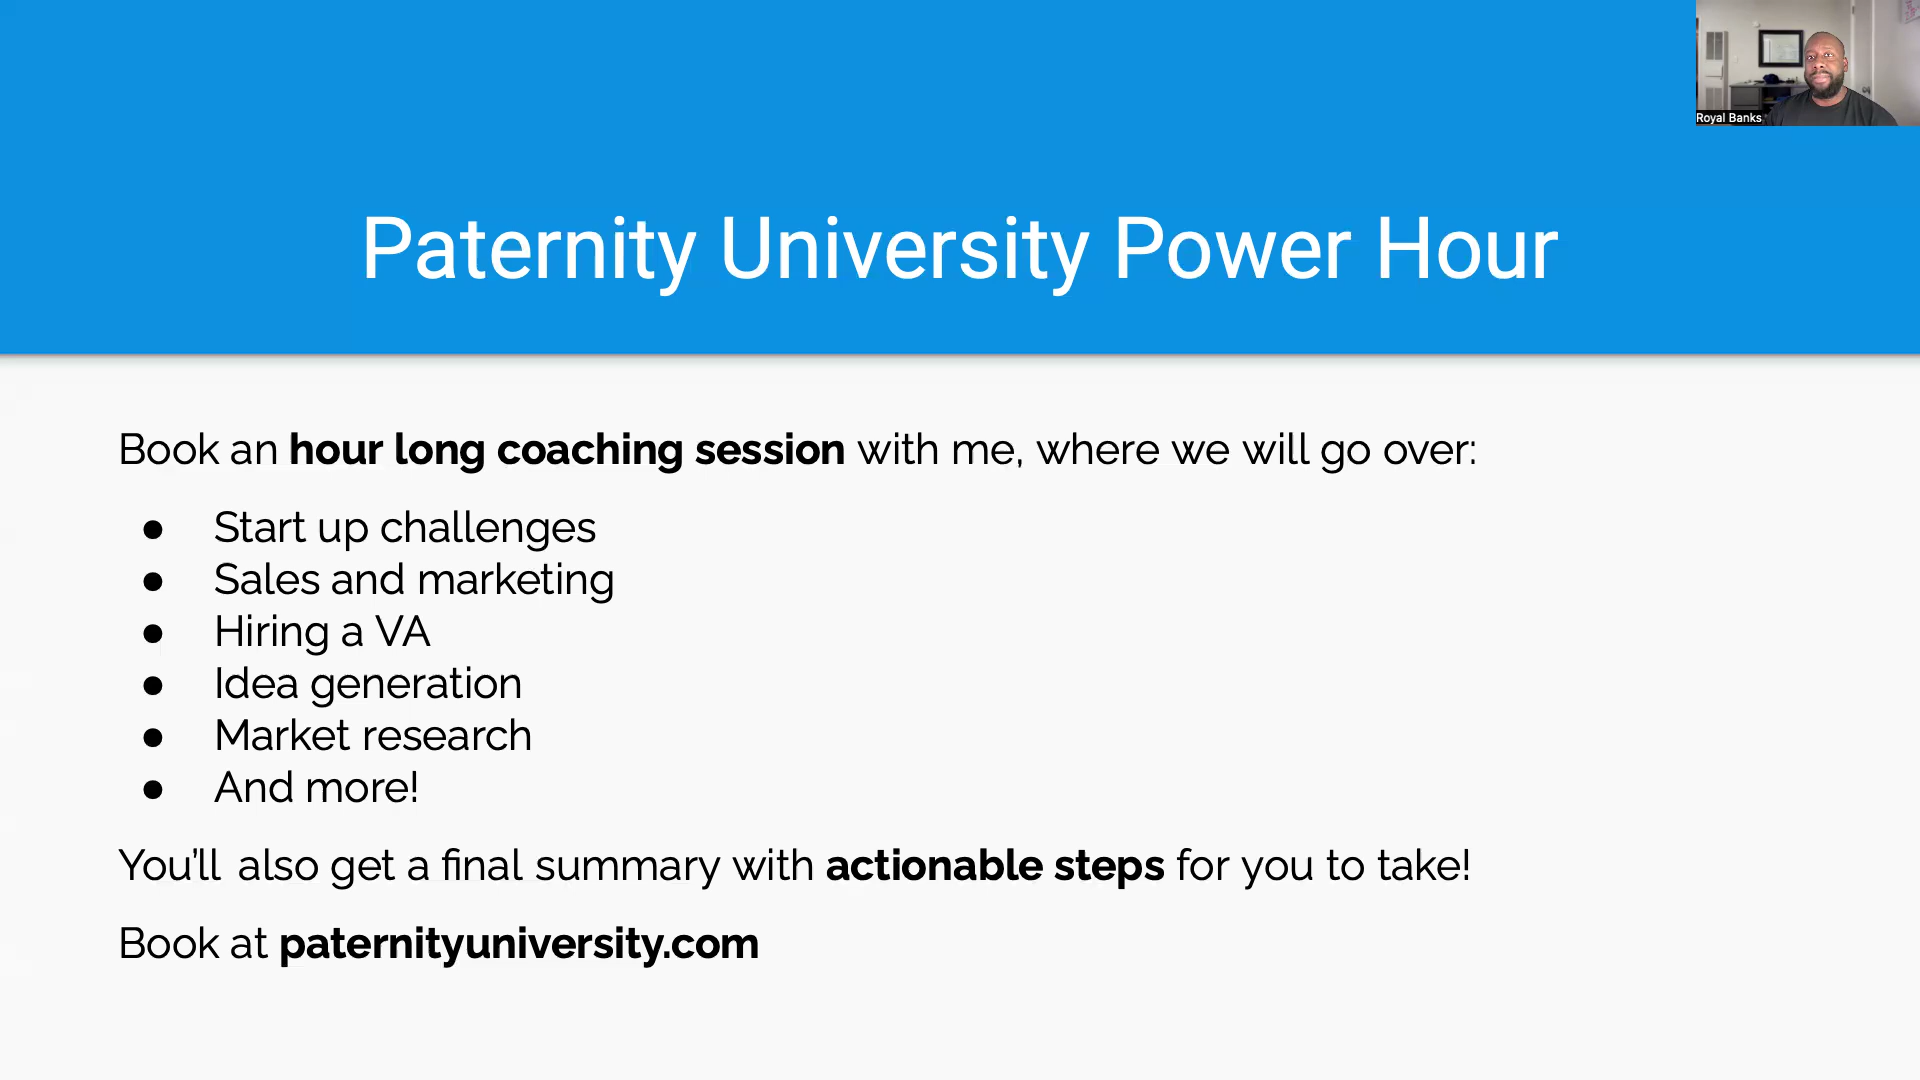 Royal Banks
Paternity University Power Hour
Book an hour long coaching session with me, where we will go over:
● Start up challenges
● Sales and marketing
● Hiring a VA
● Idea generation
● Market research
● And more!
You'll also get a final summary with actionable steps for you to take!
Book at paternityuniversity.com